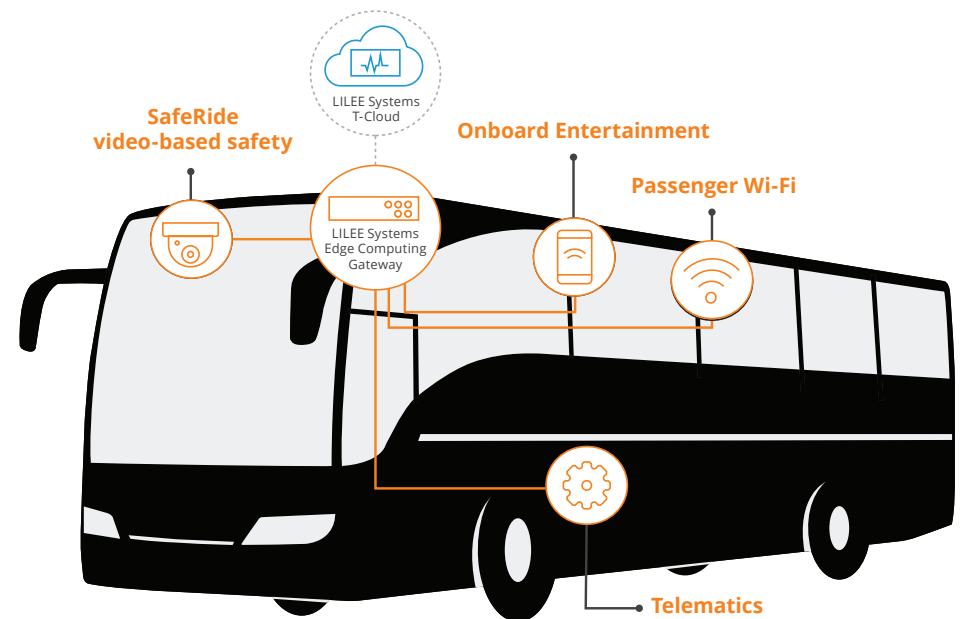 LILEE Systems
T-Cloud
SafeRide
video-based safety
Onboard Entertainment
Passenger Wi-Fi
LILEE Systems
Edge Computing
Gateway
Telematics